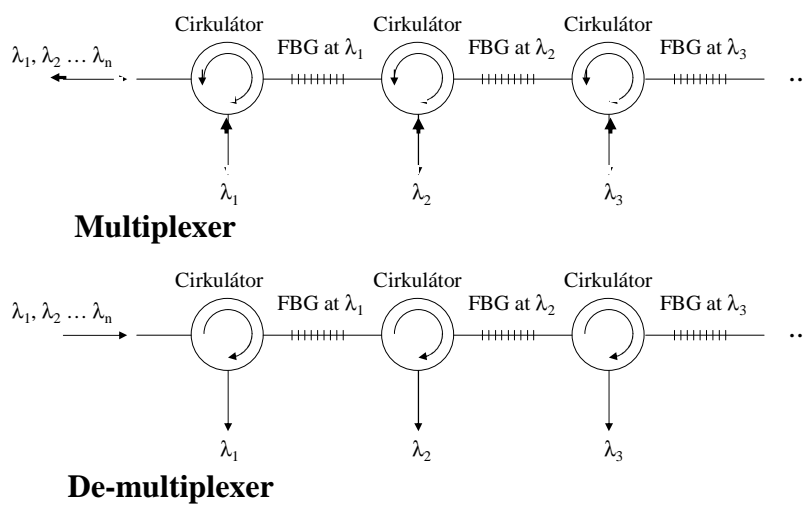 Cirkulátor Cirkulátor Cirkulátor
λ₁, λ₂ … λₙ FBG at λ₁ FBG at λ₂ FBG at λ₃ ..
λ₁ λ₂ λ₃
Multiplexer
Cirkulátor Cirkulátor Cirkulátor
λ₁, λ₂ … λₙ FBG at λ₁ FBG at λ₂ FBG at λ₃ ..
λ₁ λ₂ λ₃
De-multiplexer